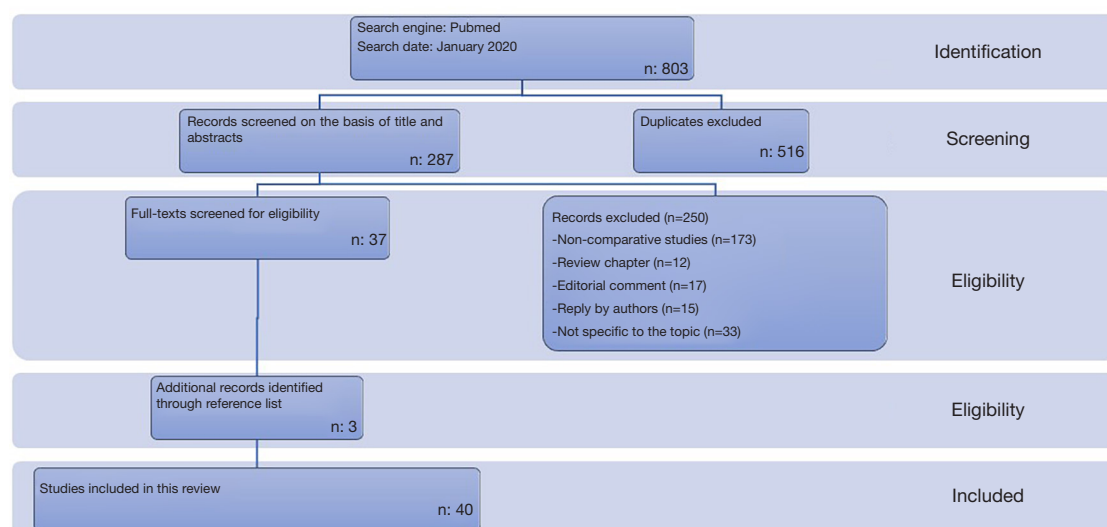 Search engine: Pubmed
Search date: January 2020
n: 803
Identification
Records screened on the basis of title and
abstracts
n: 287
Duplicates excluded
n: 516
Screening
Full-texts screened for eligibility
n: 37
Records excluded (n=250)
-Non-comparative studies (n=173)
-Review chapter (n=12)
-Editorial comment (n=17)
-Reply by authors (n=15)
-Not specific to the topic (n=33)
Eligibility
Additional records identified
through reference list
n: 3
Eligibility
Studies included in this review
n: 40
Included